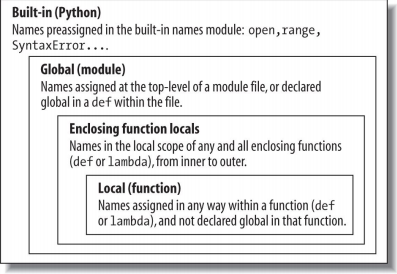 Built-in (Python)
Names preassigned in the built-in names module: open,range,
SyntaxError....
Global (module)
Names assigned at the top-level of a module file, or declared
global in a def within the file.
Enclosing function locals
Names in the local scope of any and all enclosing functions
(def or lambda), from inner to outer.
Local (function)
Names assigned in any way within a function (def
or lambda), and not declared global in that function.